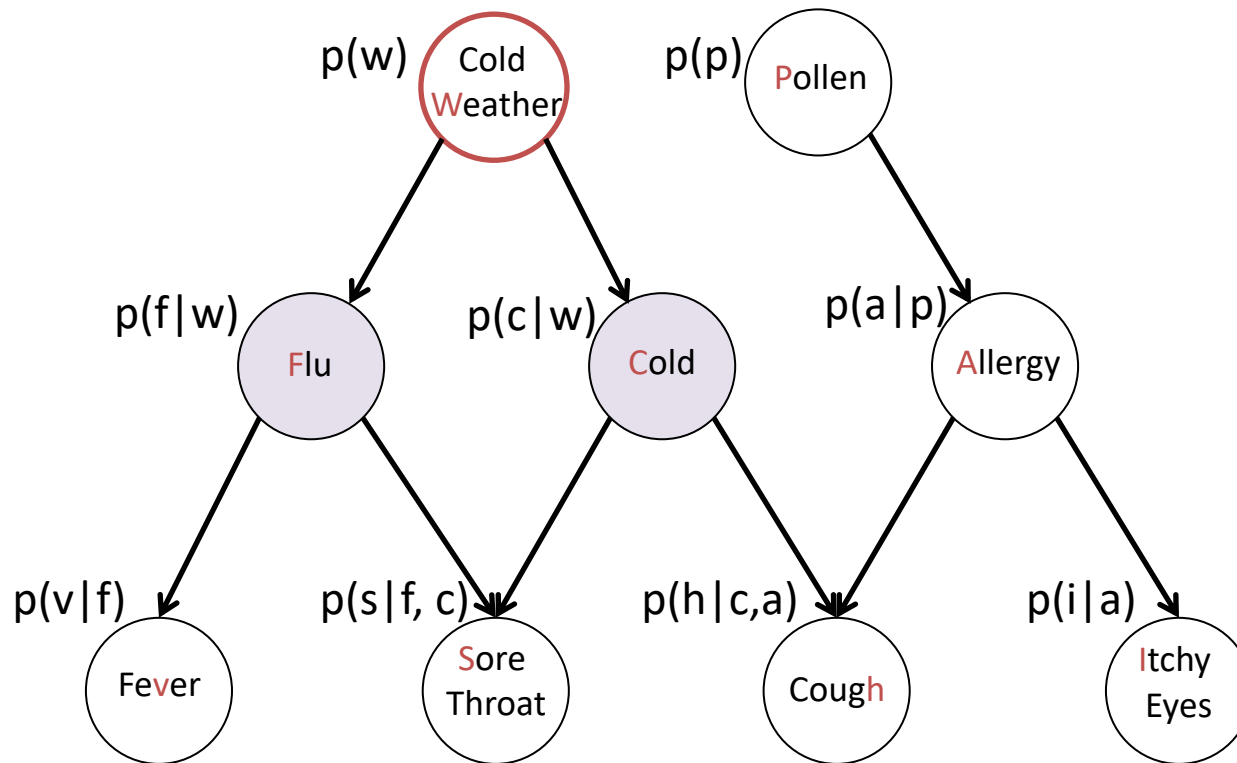 p(w)
Cold
Weather
p(p)
Pollen
p(f|w)
Flu
p(c|w)
Cold
p(a|p)
Allergy
p(v|f)
Fever
p(s|f, c)
Sore
Throat
p(h|c,a)
Cough
p(i|a)
Itchy
Eyes